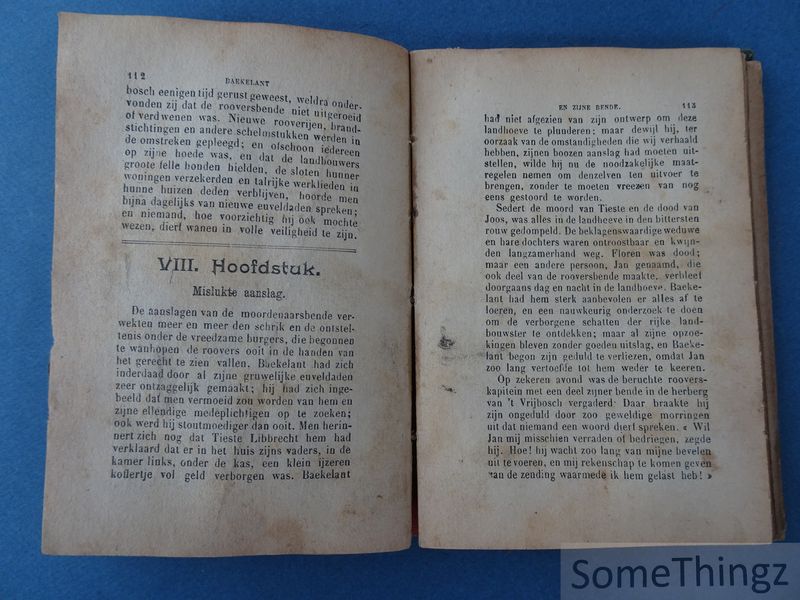 112
BAEKELANT
bosch eenigen tijd gerust geweest, weldra onder-
vonden zij dat de rooversbende niet uitgeroeid
of verdwenen was. Nieuwe rooverijen, brand-
stichtingen en andere schelmstukken werden in
de omstreken gepleegd; en ofschoon iedereen
op zijne hoede was, en dat de landbouwers
groote felle honden hielden, de sloten hunner
woningen verzekerden en talrijke werklieden in
hunne huizen deden verblijven, hoorde men
bijna dagelijks van nieuwe euveldaden spreken;
en niemand, hoe voorzichtig hij ook mochte
wezen, dierf wanen in volle veiligheid te zijn.
VIII. Hoofdstuk.
Mislukte aanslag.
De aanslagen van de moordenaarsbende ver-
wekten meer en meer den schrik en de ontstel-
tenis onder de vreedzame burgers, die begonnen
te wanhopen de roovers ooit in de handen van
het gerecht te zien vallen. Baekelant had zich
inderdaad door al zijne gruwelijke euveldaden
zeer ontzaggelijk gemaakt; hij had zich inge-
beeld dat men vermoeid zou worden van hem en
zijne ellendige medeplichtigen op te zoeken;
ook werd hij stoutmoediger dan ooit. Men herin-
nert zich nog dat Tieste Libbrecht hem had
verklaard dat er in het huis zijns vaders, in de
kamer links, onder de kas, een klein ijzeren
koffertje vol geld verborgen was. Baekelant
EN ZIJNE BENDE.
113
had niet afgezien van zijn ontwerp om deze
landhoeve te plunderen; maar dewijl hij, ter
oorzaak van de omstandigheden die wij verhaald
hebben, zijnen boozen aanslag had moeten uit-
stellen, wilde hij nu de noodzakelijke maat-
regelen nemen om denzelven ten uitvoer te
brengen, zonder te moeten vreezen van nog
eens gestoord te worden.
Sedert de moord van Tieste en de dood van
Joos, was alles in de landhoeve in den bittersten
rouw gedompeld. De beklagenswaardige weduwe
en hare dochters waren ontroostbaar en kwijn-
den langzamerhand weg. Floren was dood;
maar een andere persoon, Jan genaamd, die
ook deel van de rooversbende maakte, verbleef
doorgaans dag en nacht in de landhoeve. Baeke-
lant had hem sterk aanbevolen er alles af te
loeren, en een nauwkeurig onderzoek te doen
om de verborgene schatten der rijke land-
bouwster te ontdekken; maar al zijne opzoe-
kingen bleven zonder goeden uitslag, en Baeke-
lant begon zijn geduld te verliezen, omdat Jan
zoo lang vertoefde tot hem weder te keeren.
Op zekeren avond was de beruchte roovers-
kapitein met een deel zijner bende in de herberg
van 't Vrijbosch vergaderd. Daar braakte hij
zijn ongeduld door zoo geweldige morringen
uit dat niemand een woord dierf spreken. « Wil
Jan mij misschien verraden of bedriegen, zegde
hij. Hoe! hij wacht zoo lang van mijne bevelen
uit te voeren, en mij rekenschap te komen geven
van de zending waarmede ik hem gelast heb! »
SomeThingz